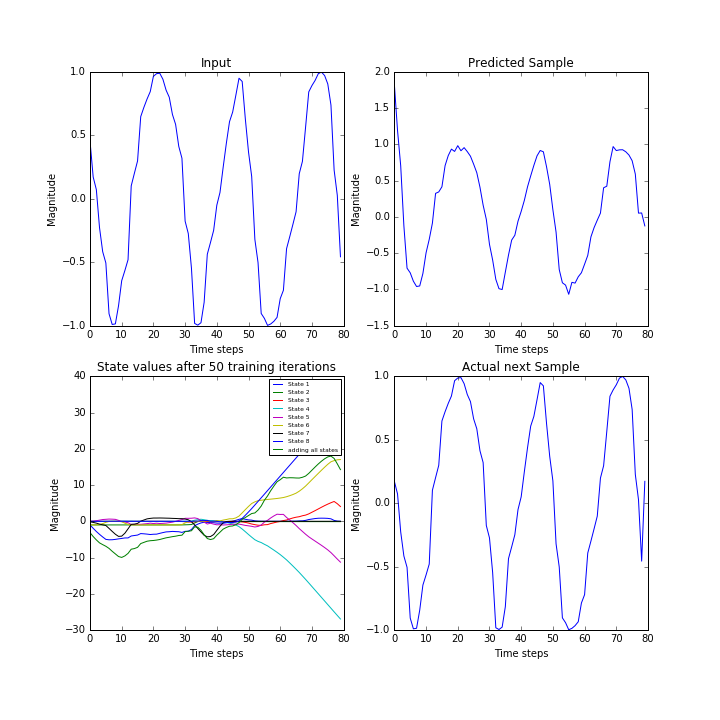 Input
1.0
0.5
0.0
−0.5
−1.0
Magnitude
0 10 20 30 40 50 60 70 80
Time steps
Predicted Sample
2.0
1.5
1.0
0.5
0.0
−0.5
−1.0
−1.5
Magnitude
0 10 20 30 40 50 60 70 80
Time steps
State values after 50 training iterations
40
30
20
10
0
−10
−20
−30
Magnitude
0 10 20 30 40 50 60 70 80
Time steps
State 1
State 2
State 3
State 4
State 5
State 6
State 7
State 8
adding all states
Actual next Sample
1.0
0.5
0.0
−0.5
−1.0
Magnitude
0 10 20 30 40 50 60 70 80
Time steps